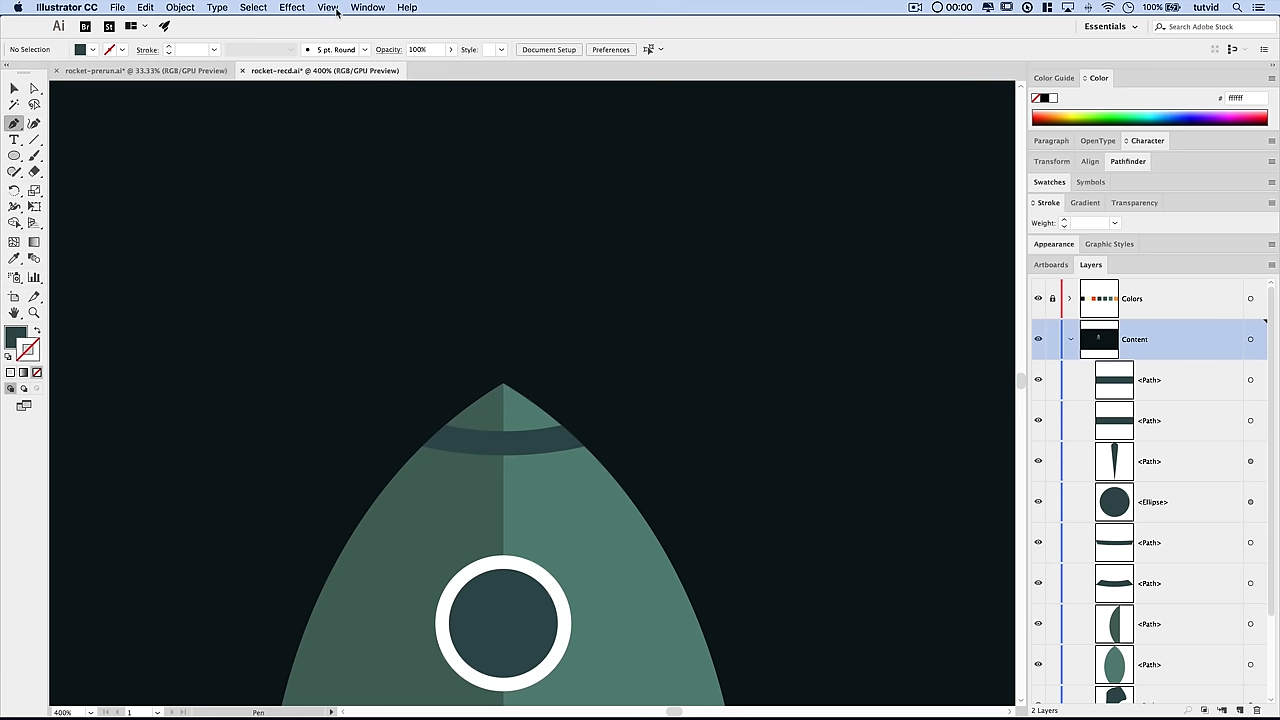 Illustrator CC File Edit Object Type Select Effect View Window Help 00:00 100% tutvid
Ai Br St Essentials Search Adobe Stock
No Selection Stroke: 5 pt. Round Opacity: 100% Style: Document Setup Preferences
rocket-prerun.ai* @ 33.33% (RGB/GPU Preview) rocket-recd.ai* @ 400% (RGB/GPU Preview)
Color Guide Color
# ffffff
Paragraph OpenType Character
Transform Align Pathfinder
Swatches Symbols
Stroke Gradient Transparency
Weight:
Appearance Graphic Styles
Artboards Layers
Colors
Content
<Path>
<Path>
<Path>
<Ellipse>
<Path>
<Path>
<Path>
<Path>
400% 1 Pen 2 Layers